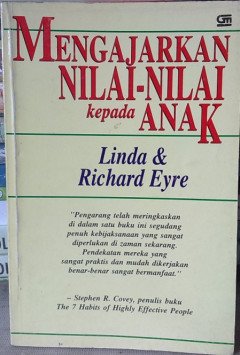 GM
MENGAJARKAN
NILAI-NILAI
kepada ANAK
Linda &
Richard Eyre
"Pengarang telah meringkaskan
di dalam satu buku ini segudang
penuh kebijaksanaan yang sangat
diperlukan di zaman sekarang.
Pendekatan mereka yang
sangat praktis dan mudah dikerjakan
benar-benar sangat bermanfaat."
– Stephen R. Covey, penulis buku
The 7 Habits of Highly Effective People